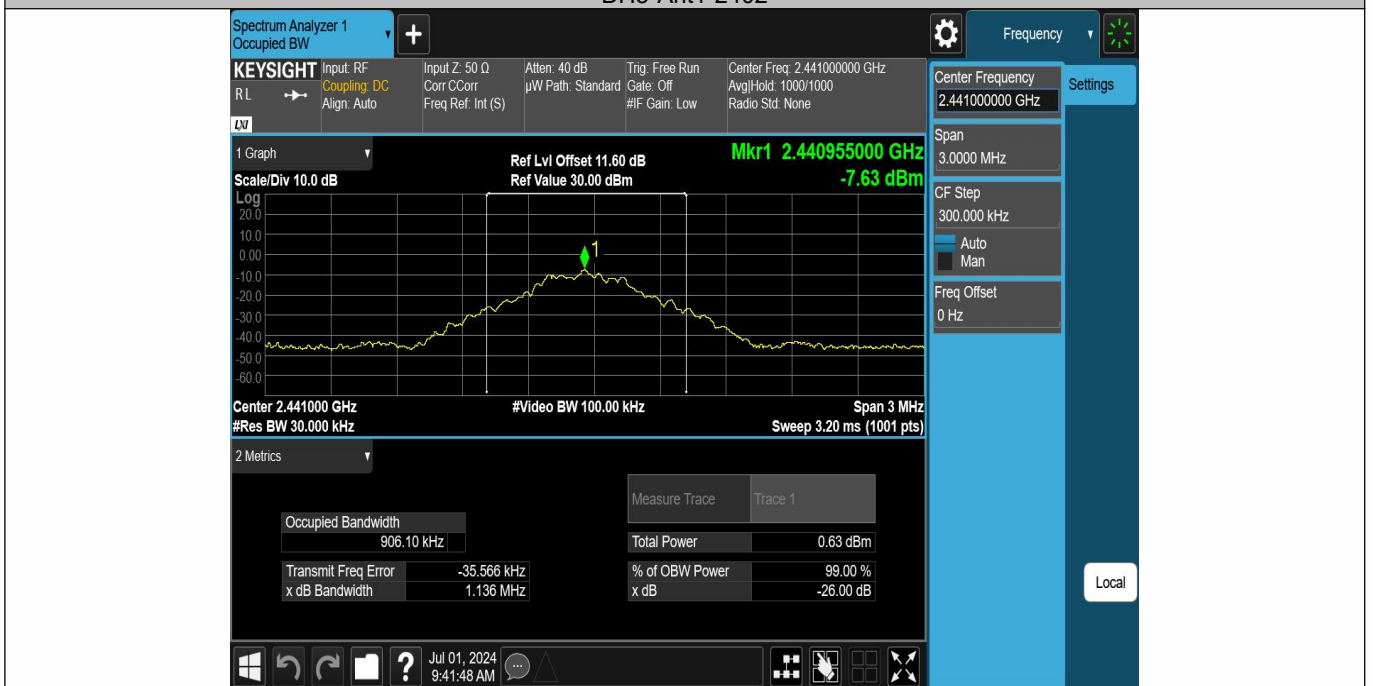 Spectrum Analyzer 1
Occupied BW
Frequency
KEYSIGHT
RL
LXI
Input: RF
Coupling: DC
Align: Auto
Input Z: 50 Ω
Corr CCorr
Freq Ref: Int (S)
Atten: 40 dB
µW Path: Standard
Trig: Free Run
Gate: Off
#IF Gain: Low
Center Freq: 2.441000000 GHz
Avg|Hold: 1000/1000
Radio Std: None
Center Frequency
2.441000000 GHz
Settings
Span
3.0000 MHz
CF Step
300.000 kHz
Auto
Man
Freq Offset
0 Hz
Local
1 Graph
Scale/Div 10.0 dB
Ref Lvl Offset 11.60 dB
Ref Value 30.00 dBm
Mkr1 2.440955000 GHz
-7.63 dBm
Log
20.0
10.0
0.00
-10.0
-20.0
-30.0
-40.0
-50.0
-60.0
1
Center 2.441000 GHz
#Res BW 30.000 kHz
#Video BW 100.00 kHz
Span 3 MHz
Sweep 3.20 ms (1001 pts)
2 Metrics
Measure Trace Trace 1
Occupied Bandwidth
906.10 kHz
Total Power 0.63 dBm
Transmit Freq Error -35.566 kHz
% of OBW Power 99.00 %
x dB Bandwidth 1.136 MHz
x dB -26.00 dB
?
Jul 01, 2024
9:41:48 AM